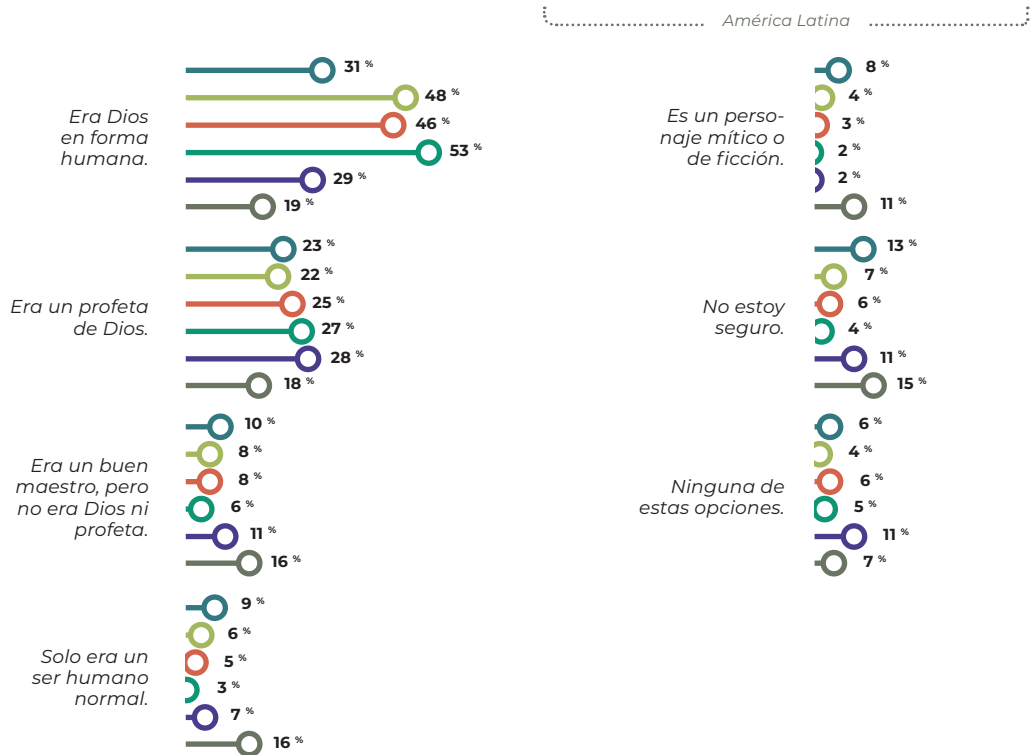 América Latina
Era Dios
en forma
humana.
31 %
48 %
46 %
53 %
29 %
19 %
Era un profeta
de Dios.
23 %
22 %
25 %
27 %
28 %
18 %
Era un buen
maestro, pero
no era Dios ni
profeta.
10 %
8 %
8 %
6 %
11 %
16 %
Solo era un
ser humano
normal.
9 %
6 %
5 %
3 %
7 %
16 %
Es un perso-
naje mítico o
de ficción.
8 %
4 %
3 %
2 %
2 %
11 %
No estoy
seguro.
13 %
7 %
6 %
4 %
11 %
15 %
Ninguna de
estas opciones.
6 %
4 %
6 %
5 %
11 %
7 %